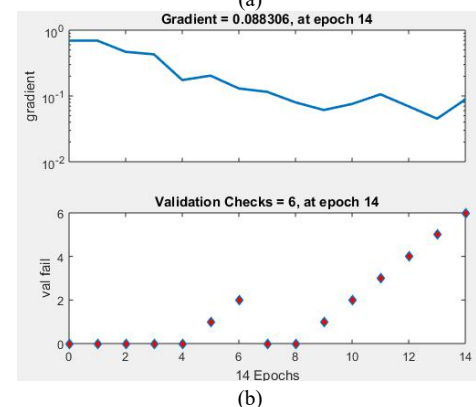 (a)
Gradient = 0.088306, at epoch 14
10^0
10^-1
10^-2
gradient
Validation Checks = 6, at epoch 14
6
4
2
0
val fail
0 2 4 6 8 10 12 14
14 Epochs
(b)